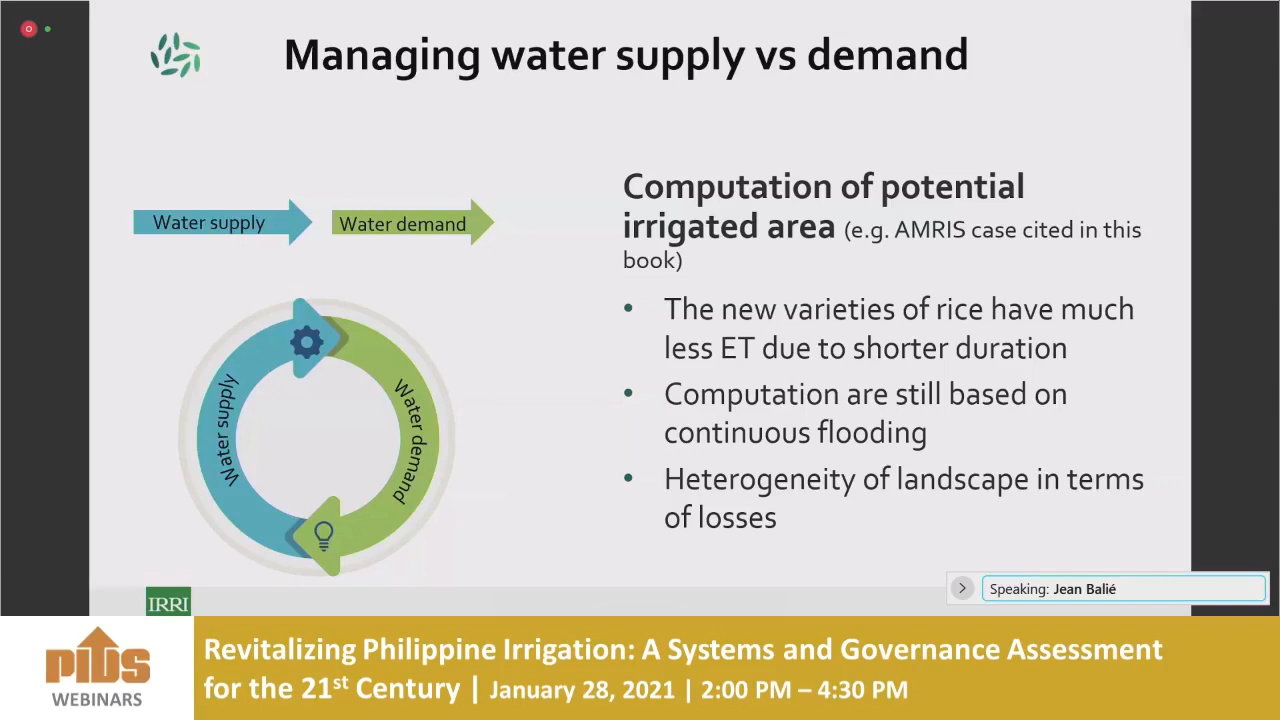 Managing water supply vs demand
Water supply
Water demand
Water supply
Water demand
Computation of potential
irrigated area (e.g. AMRIS case cited in this
book)
• The new varieties of rice have much
less ET due to shorter duration
• Computation are still based on
continuous flooding
• Heterogeneity of landscape in terms
of losses
IRRI
Speaking: Jean Balié
PIDS
WEBINARS
Revitalizing Philippine Irrigation: A Systems and Governance Assessment
for the 21st Century | January 28, 2021 | 2:00 PM – 4:30 PM